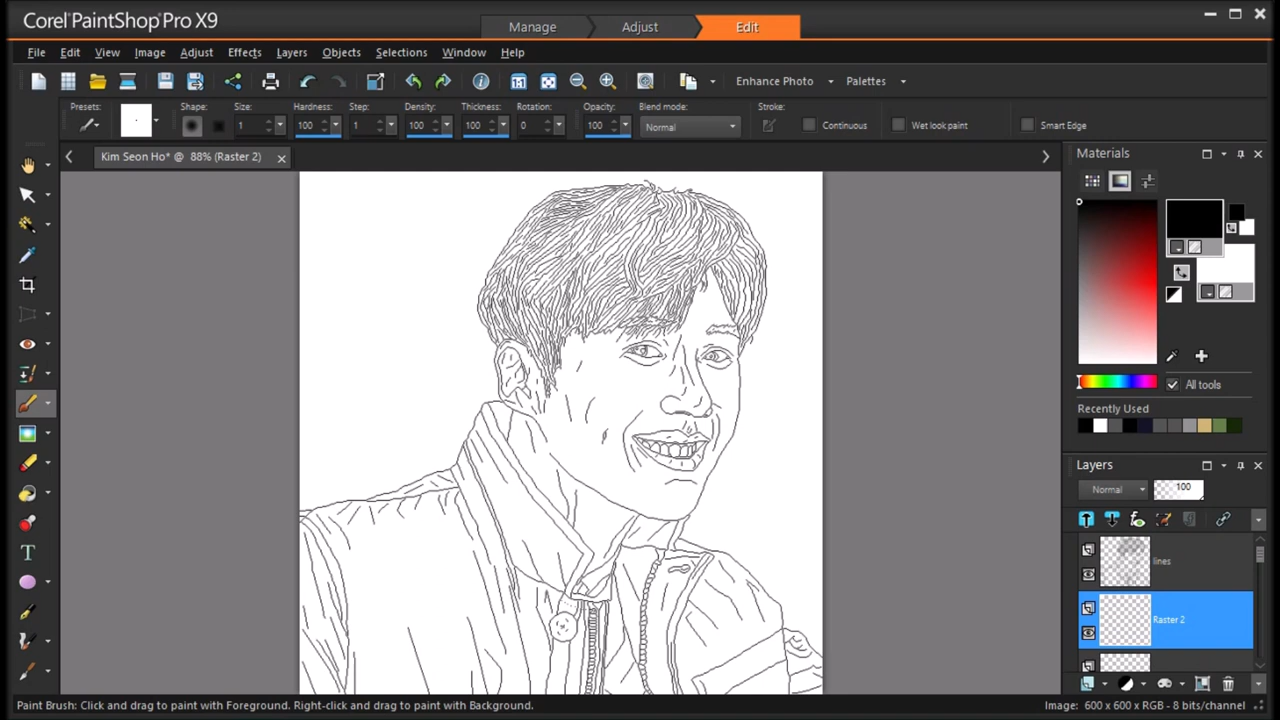 Corel PaintShop Pro X9
Manage Adjust Edit
File Edit View Image Adjust Effects Layers Objects Selections Window Help
1:1 Enhance Photo Palettes
Presets: Shape: Size: Hardness: Step: Density: Thickness: Rotation: Opacity: Blend mode: Stroke:
1 100 1 100 100 0 100 Normal Continuous Wet look paint Smart Edge
Kim Seon Ho* @ 88% (Raster 2)
Materials
All tools
Recently Used
Layers
Normal 100
lines
Raster 2
T
Paint Brush: Click and drag to paint with Foreground. Right-click and drag to paint with Background. Image: 600 x 600 x RGB - 8 bits/channel